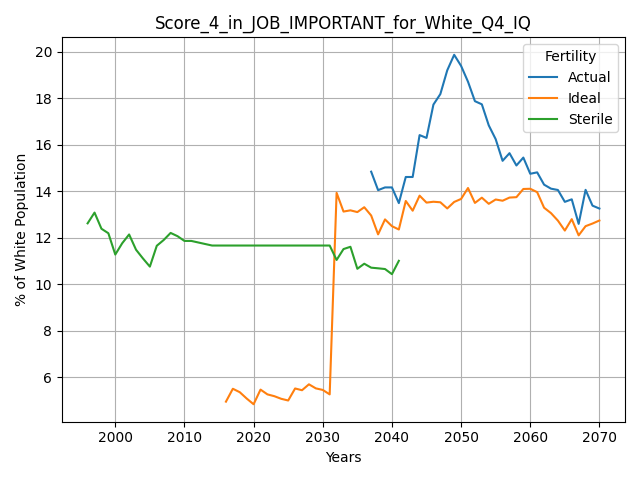 Score_4_in_JOB_IMPORTANT_for_White_Q4_IQ
Fertility
Actual
Ideal
Sterile
% of White Population
20
18
16
14
12
10
8
6
2000 2010 2020 2030 2040 2050 2060 2070
Years